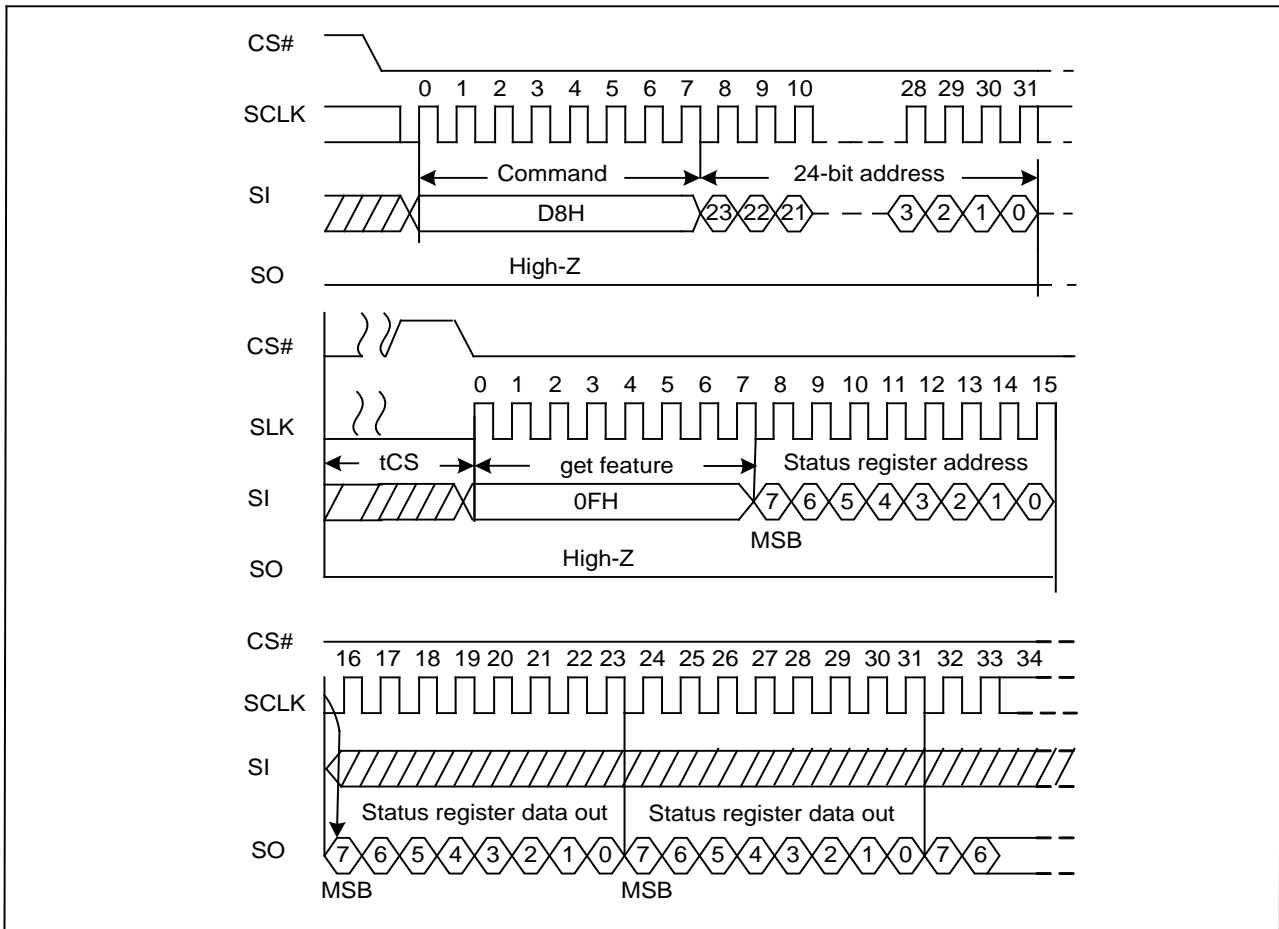 CS#
0 1 2 3 4 5 6 7 8 9 10 28 29 30 31
SCLK
Command 24-bit address
SI
D8H 23 22 21 3 2 1 0
High-Z
SO
CS#
0 1 2 3 4 5 6 7 8 9 10 11 12 13 14 15
SLK
tCS get feature Status register address
SI
0FH 7 6 5 4 3 2 1 0
MSB
High-Z
SO
CS#
16 17 18 19 20 21 22 23 24 25 26 27 28 29 30 31 32 33 34
SCLK
SI
Status register data out Status register data out
SO 7 6 5 4 3 2 1 0 7 6 5 4 3 2 1 0 7 6
MSB MSB